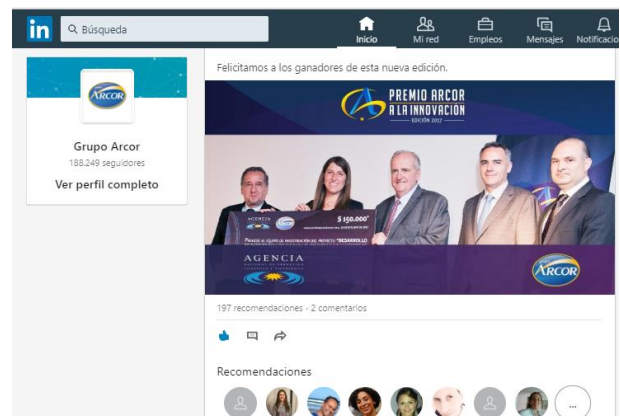 in
Búsqueda
Inicio
Mi red
Empleos
Mensajes
Notificacio
ARCOR
Grupo Arcor
188.249 seguidores
Ver perfil completo
Felicitamos a los ganadores de esta nueva edición.
PREMIO ARCOR
A LA INNOVACIÓN
EDICIÓN 2017
AGENCIA
$ 150.000
"DESARROLLO
AGENCIA
ARCOR
197 recomendaciones · 2 comentarios
Recomendaciones
...